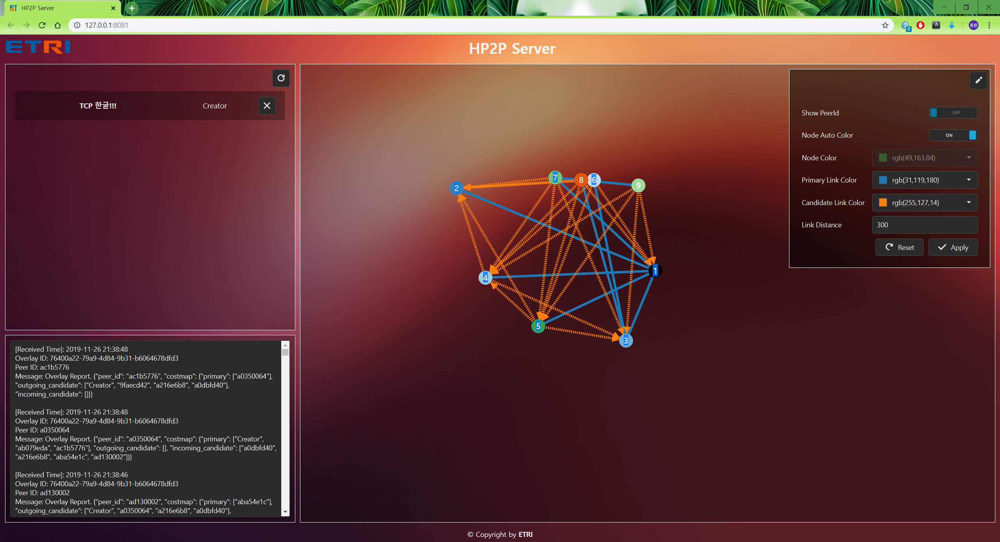 HP2P Server
127.0.0.1:8081
0
A
종환
ETRI
HP2P Server
TCP 한글!!! Creator
Show PeerId OFF
Node Auto Color ON
Node Color rgb(49,163,84)
Primary Link Color rgb(31,119,180)
Candidate Link Color rgb(255,127,14)
Link Distance 300
Reset Apply
7
8
6
9
2
1
4
5
3
[Received Time]: 2019-11-26 21:38:48
Overlay ID: 76400a22-79a9-4d84-9b31-b6064678dfd3
Peer ID: ac1b5776
Message: Overlay Report. {"peer_id": "ac1b5776", "costmap": {"primary": ["a0350064"],
"outgoing_candidate": ["Creator", "9faecd42", "a216e6b8", "a0dbfd40"],
"incoming_candidate": []}}
[Received Time]: 2019-11-26 21:38:48
Overlay ID: 76400a22-79a9-4d84-9b31-b6064678dfd3
Peer ID: a0350064
Message: Overlay Report. {"peer_id": "a0350064", "costmap": {"primary": ["Creator",
"ab079eda", "ac1b5776"], "outgoing_candidate": [], "incoming_candidate": ["a0dbfd40",
"a216e6b8", "aba54e1c", "ad130002"]}}
[Received Time]: 2019-11-26 21:38:46
Overlay ID: 76400a22-79a9-4d84-9b31-b6064678dfd3
Peer ID: ad130002
Message: Overlay Report. {"peer_id": "ad130002", "costmap": {"primary": ["aba54e1c"],
"outgoing_candidate": ["Creator", "a0350064", "a216e6b8", "a0dbfd40"],
© Copyright by ETRI